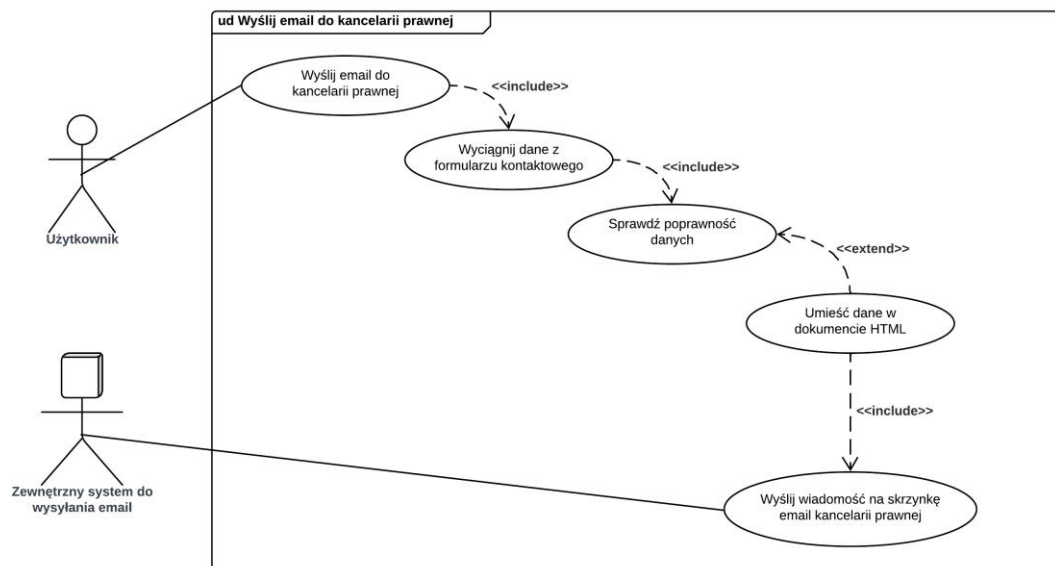 ud Wyślij email do kancelarii prawnej
Wyślij email do
kancelarii prawnej
<<include>>
Wyciągnij dane z
formularzu kontaktowego
<<include>>
Sprawdź poprawność
danych
Użytkownik
<<extend>>
Umieść dane w
dokumencie HTML
<<include>>
Zewnętrzny system do
wysyłania email
Wyślij wiadomość na skrzynkę
email kancelarii prawnej